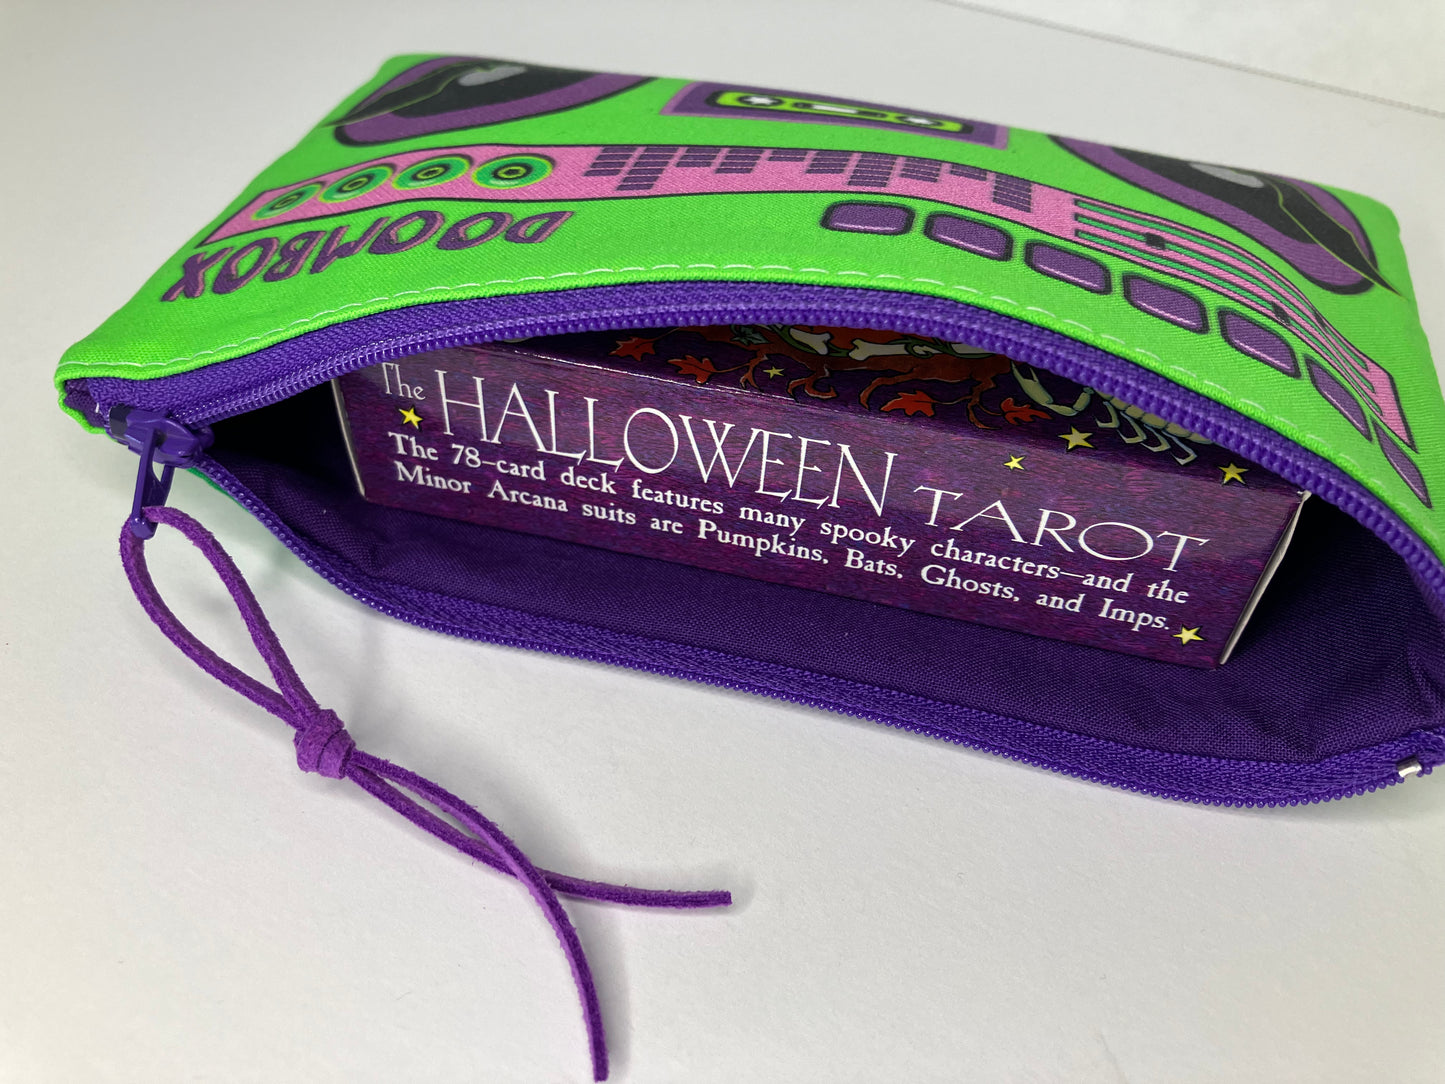 DOOMBOX
The HALLOWEEN TAROT
The 78-card deck features many spooky characters—and the
Minor Arcana suits are Pumpkins, Bats, Ghosts, and Imps.